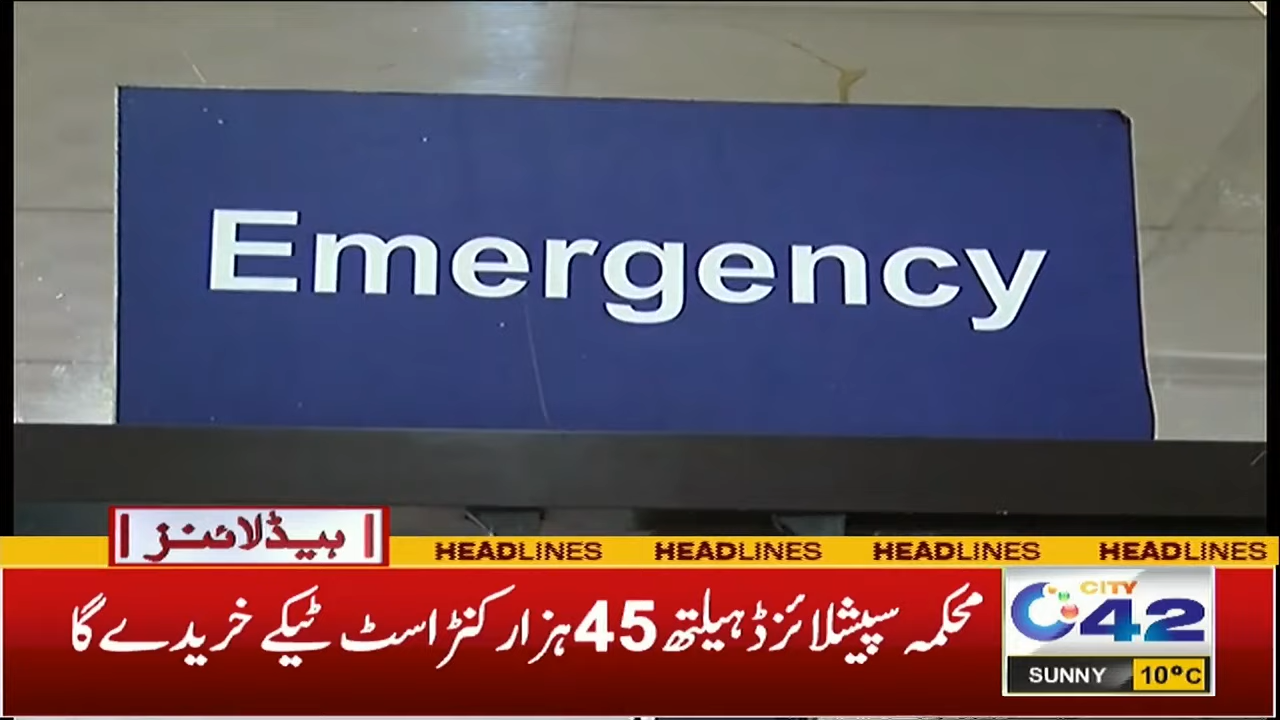 Emergency
ہیڈلائنز
HEADLINES HEADLINES HEADLINES HEADLINES
محکمہ سپیشلائزڈ ہیلتھ 45 ہزار کنٹراسٹ ٹیکے خریدے گا
CITY
42
SUNNY 10°C